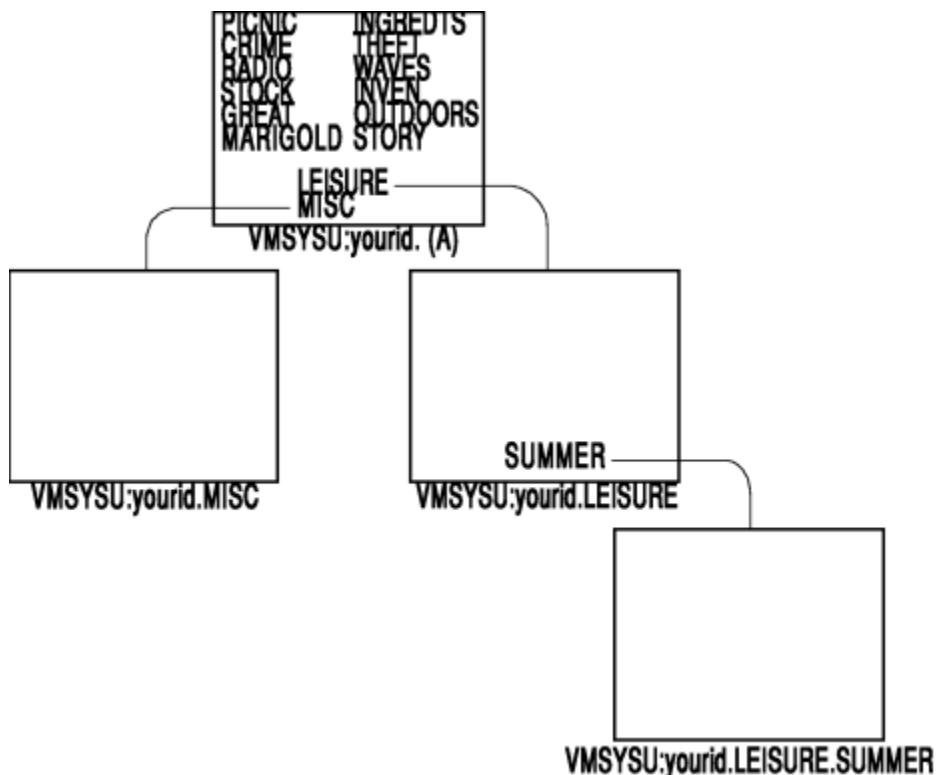 PICNIC INGREDTS
CRIME THEFT
RADIO WAVES
STOCK INVEN
GREAT OUTDOORS
MARIGOLD STORY
LEISURE
MISC
VMSYSU:yourid. (A)
SUMMER
VMSYSU:yourid.MISC
VMSYSU:yourid.LEISURE
VMSYSU:yourid.LEISURE.SUMMER